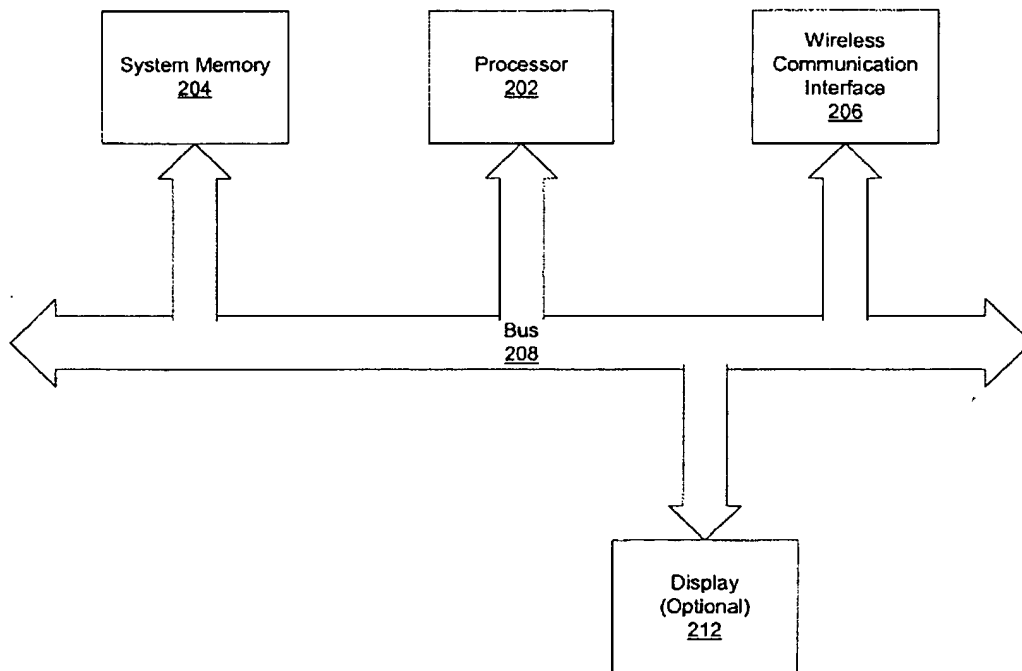 System Memory
204
Processor
202
Wireless
Communication
Interface
206
Bus
208
Display
(Optional)
212